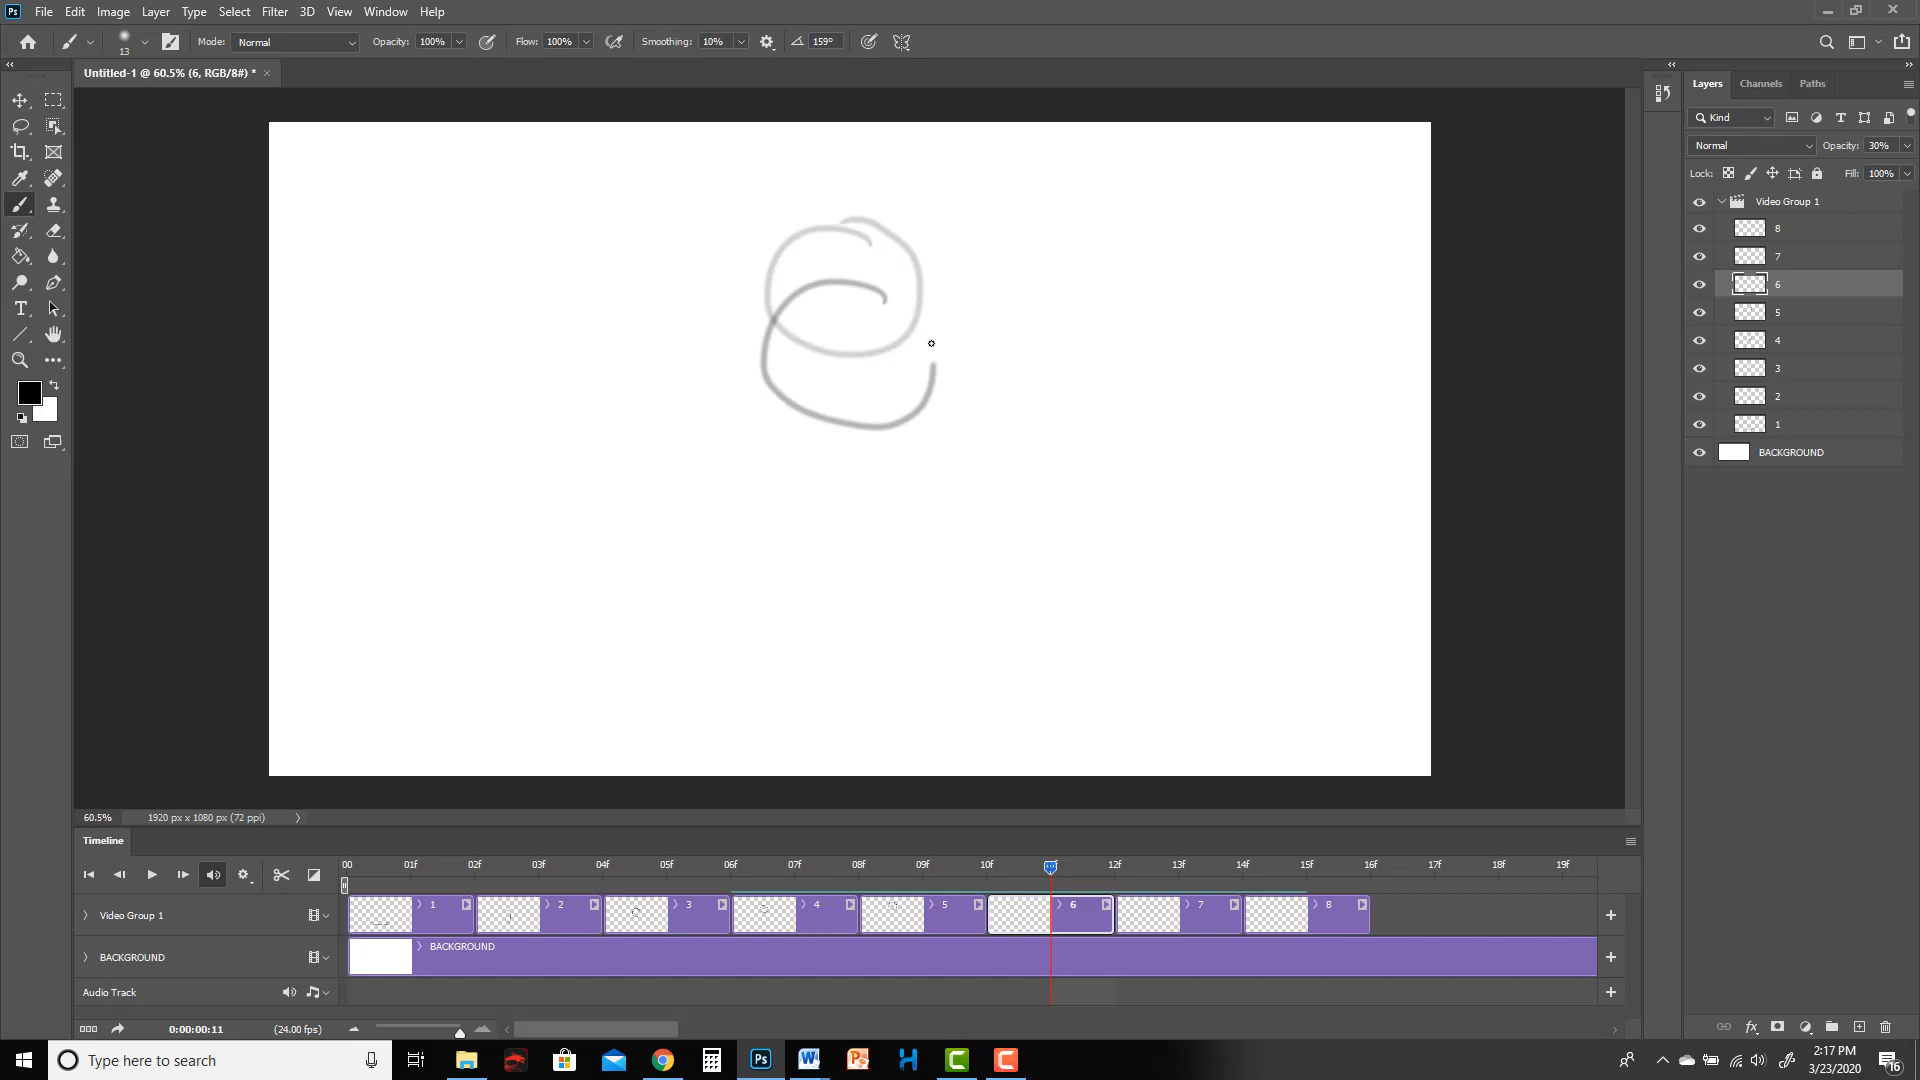 Ps File Edit Image Layer Type Select Filter 3D View Window Help
13 Mode: Normal Opacity: 100% Flow: 100% Smoothing: 10% 159°
Untitled-1 @ 60.5% (6, RGB/8#) * ×
Layers Channels Paths
Kind
Normal Opacity: 30%
Lock: Fill: 100%
Video Group 1
8
7
6
5
4
3
2
1
BACKGROUND
60.5% 1920 px x 1080 px (72 ppi)
Timeline
00 01f 02f 03f 04f 05f 06f 07f 08f 09f 10f 12f 13f 14f 15f 16f 17f 18f 19f
Video Group 1 1 2 3 4 5 6 7 8
BACKGROUND BACKGROUND
Audio Track
0:00:00:11 (24.00 fps)
Type here to search
2:17 PM
3/23/2020
16